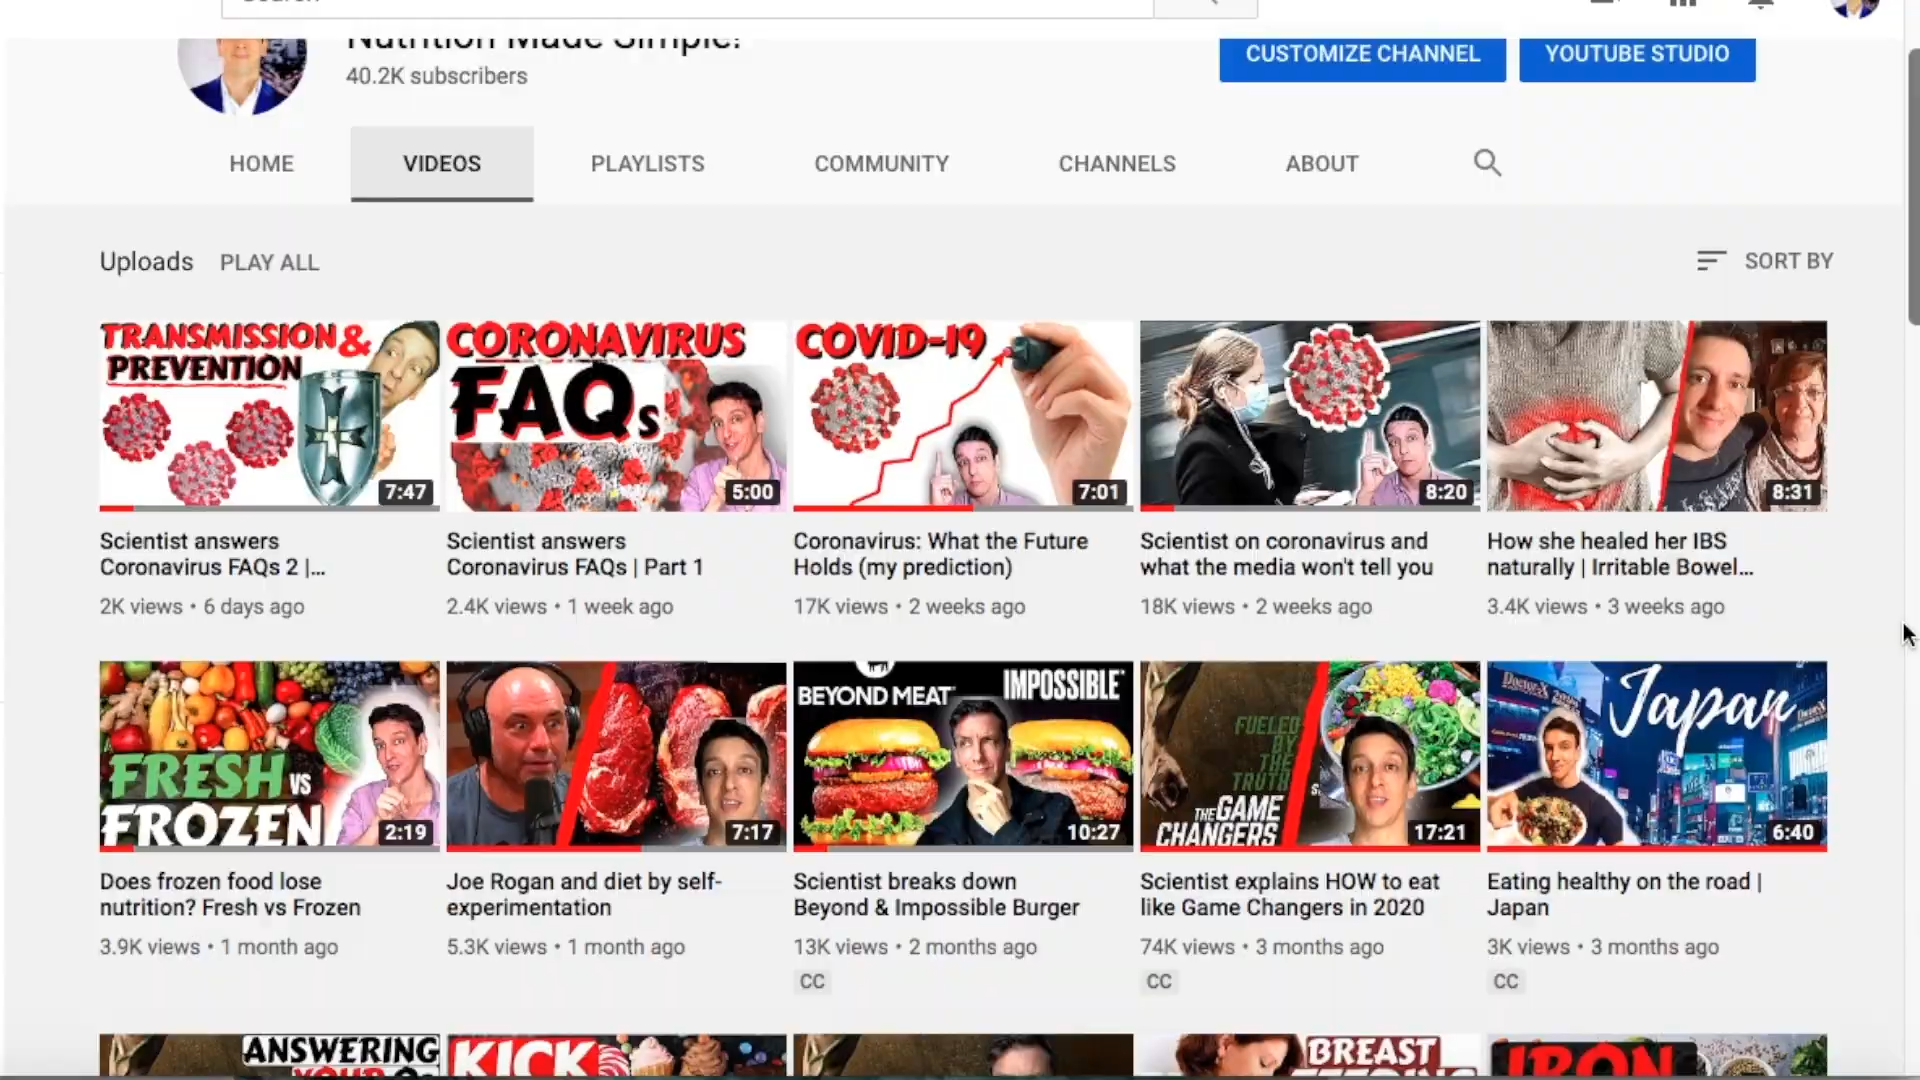 Nutrition Made Simple!
40.2K subscribers
CUSTOMIZE CHANNEL
YOUTUBE STUDIO
HOME
VIDEOS
PLAYLISTS
COMMUNITY
CHANNELS
ABOUT
Uploads
PLAY ALL
SORT BY
TRANSMISSION &
PREVENTION
7:47
CORONAVIRUS
FAQs
5:00
COVID-19
7:01
8:20
8:31
Scientist answers
Coronavirus FAQs 2 |...
2K views • 6 days ago
Scientist answers
Coronavirus FAQs | Part 1
2.4K views • 1 week ago
Coronavirus: What the Future
Holds (my prediction)
17K views • 2 weeks ago
Scientist on coronavirus and
what the media won't tell you
18K views • 2 weeks ago
How she healed her IBS
naturally | Irritable Bowel...
3.4K views • 3 weeks ago
FRESH VS
FROZEN
2:19
7:17
BEYOND MEAT
IMPOSSIBLE
10:27
FUELED
BY
THE
TRUTH
THE GAME
CHANGERS
17:21
Japan
6:40
Does frozen food lose
nutrition? Fresh vs Frozen
3.9K views • 1 month ago
Joe Rogan and diet by self-
experimentation
5.3K views • 1 month ago
Scientist breaks down
Beyond & Impossible Burger
13K views • 2 months ago
CC
Scientist explains HOW to eat
like Game Changers in 2020
74K views • 3 months ago
CC
Eating healthy on the road |
Japan
3K views • 3 months ago
CC
ANSWERING
KICK
BREAST
IRON